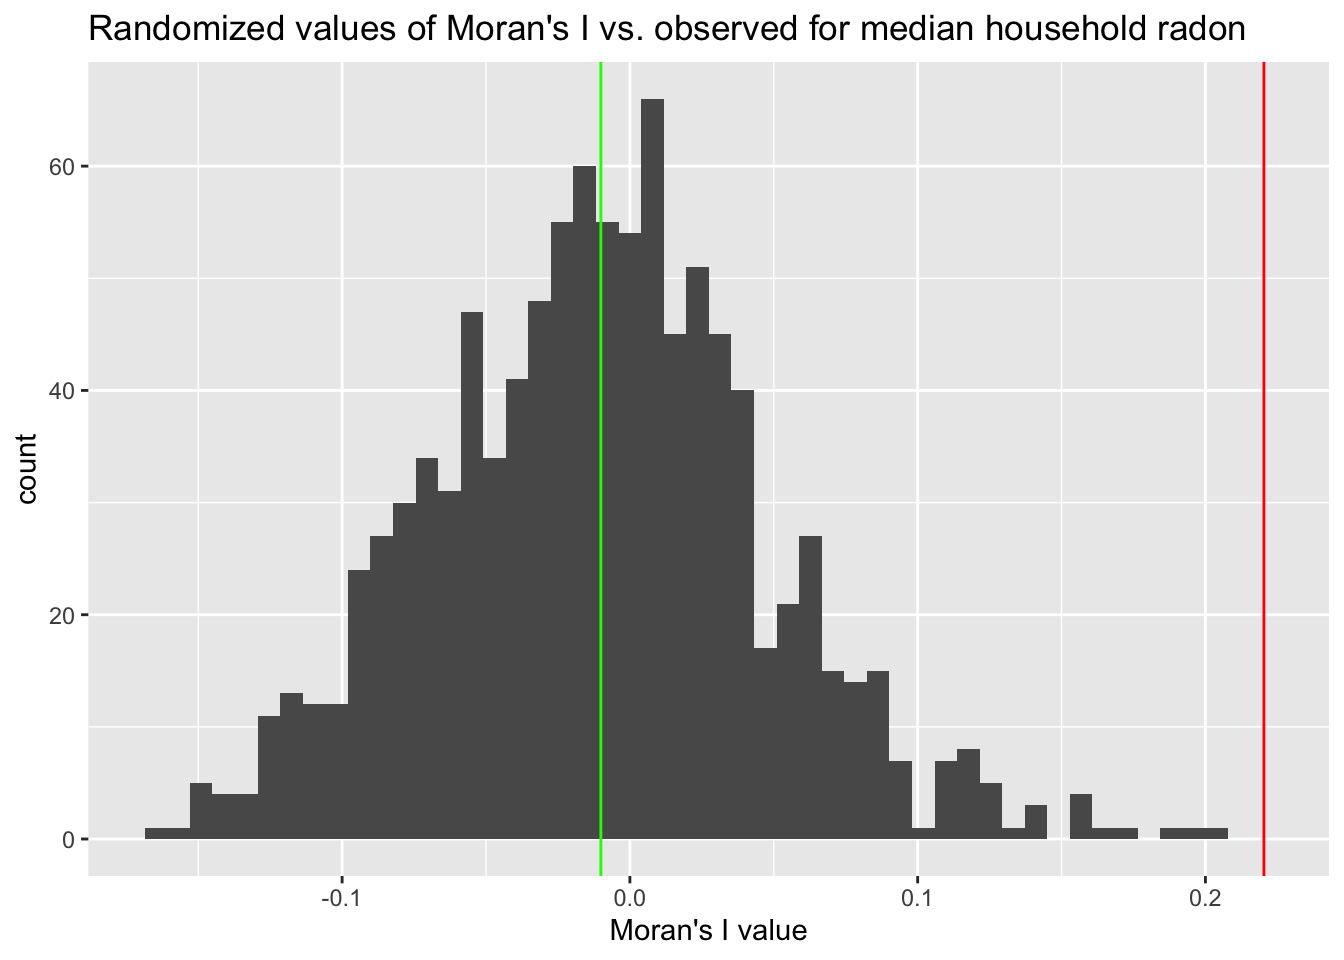 Randomized values of Moran's I vs. observed for median household radon
60
40
20
0
count
-0.1
0.0
0.1
0.2
Moran's I value